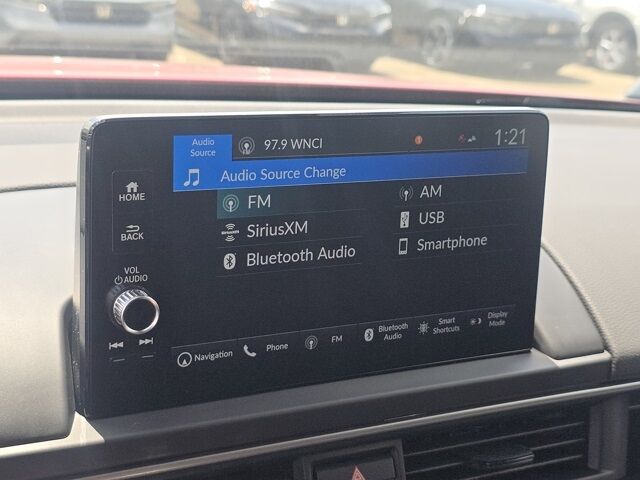 Audio
Source
97.9 WNCI
1:21
Audio Source Change
HOME
BACK
VOL
AUDIO
FM
AM
SiriusXM
USB
Bluetooth Audio
Smartphone
Navigation
Phone
FM
Bluetooth
Audio
Smart
Shortcuts
Display
Mode